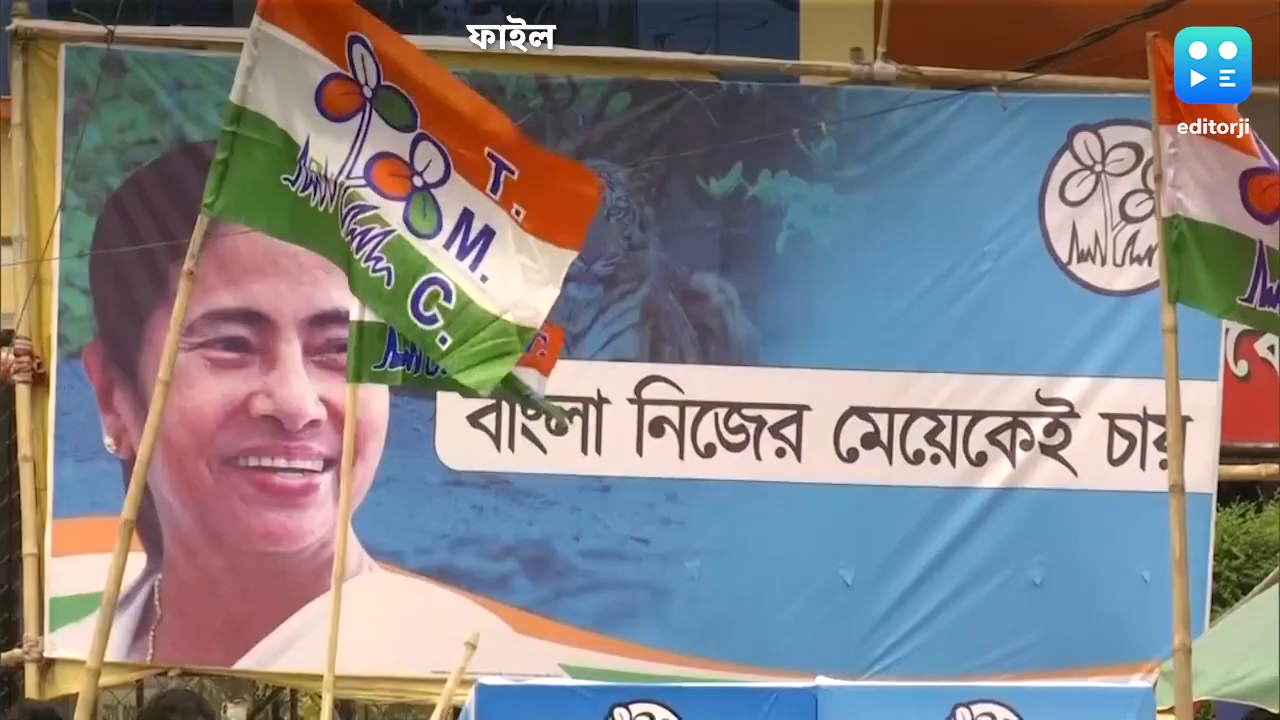 ফাইল
editorji
T.
M.
C.
বাংলা নিজের মেয়েকেই চায়